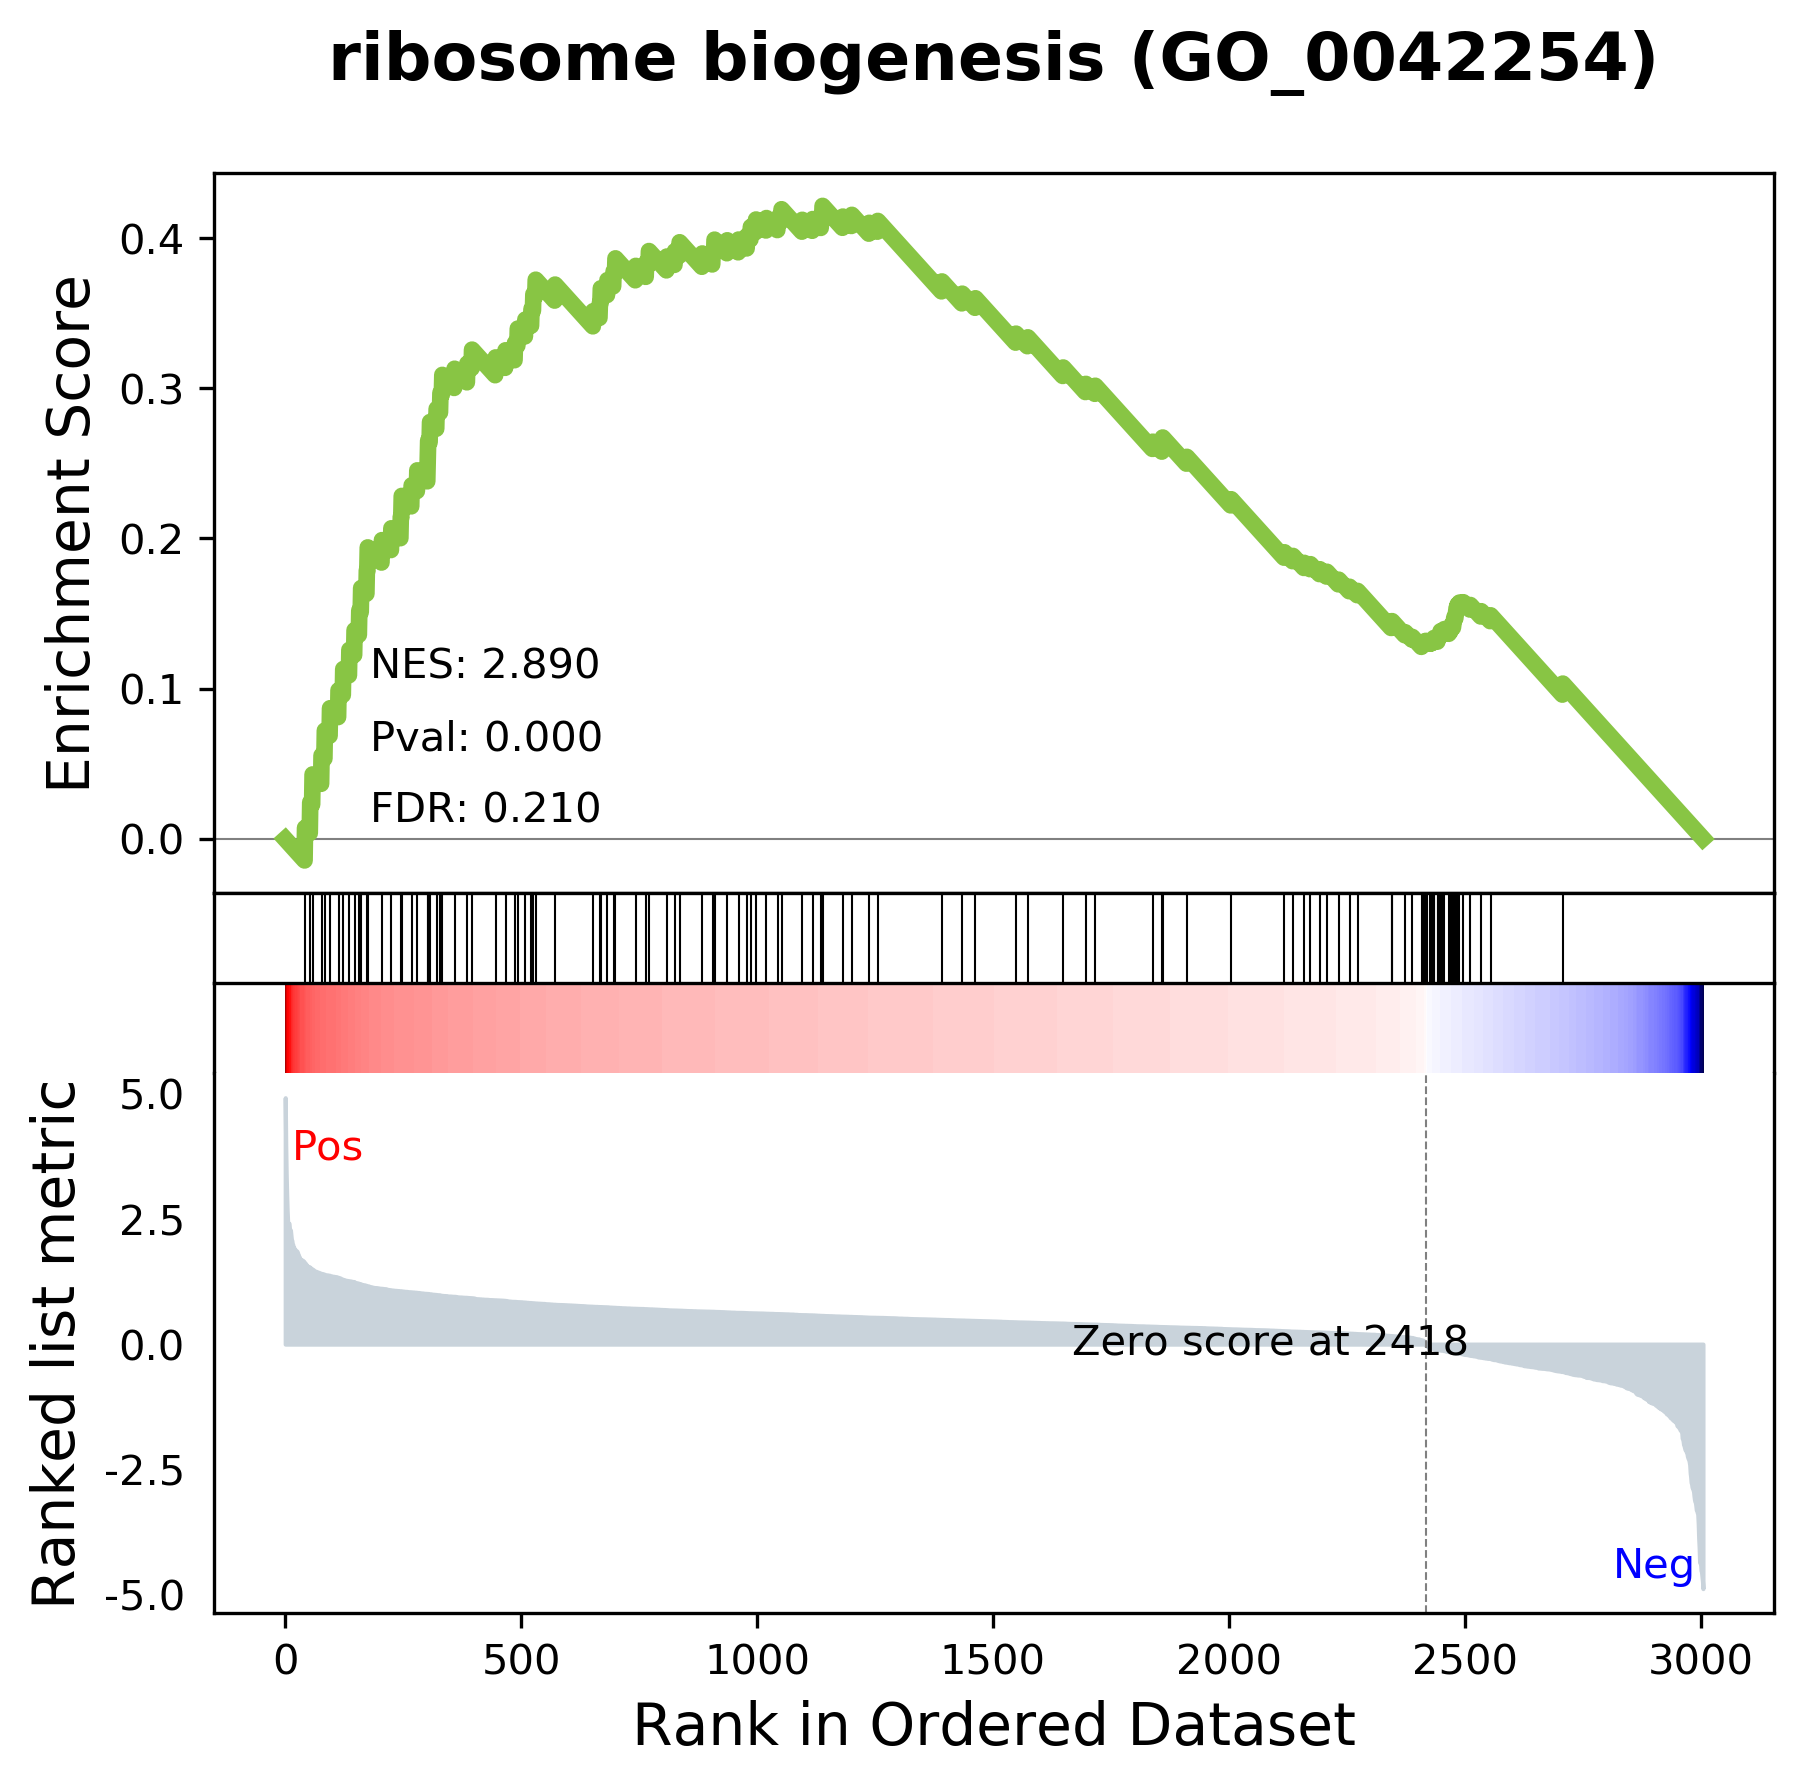 ribosome biogenesis (GO_0042254)
Enrichment Score
0.4
0.3
0.2
0.1
0.0
NES: 2.890
Pval: 0.000
FDR: 0.210
Ranked list metric
5.0
2.5
0.0
-2.5
-5.0
Pos
Zero score at 2418
Neg
0 500 1000 1500 2000 2500 3000
Rank in Ordered Dataset